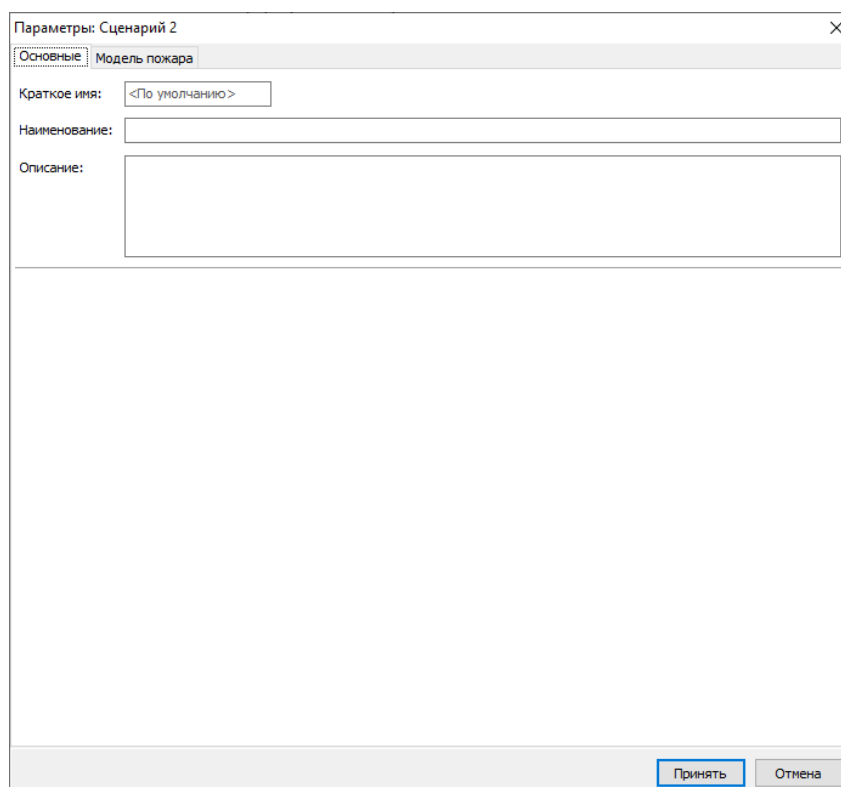 Параметры: Сценарий 2
Основные Модель пожара
Краткое имя: <По умолчанию>
Наименование:
Описание:
Принять Отмена